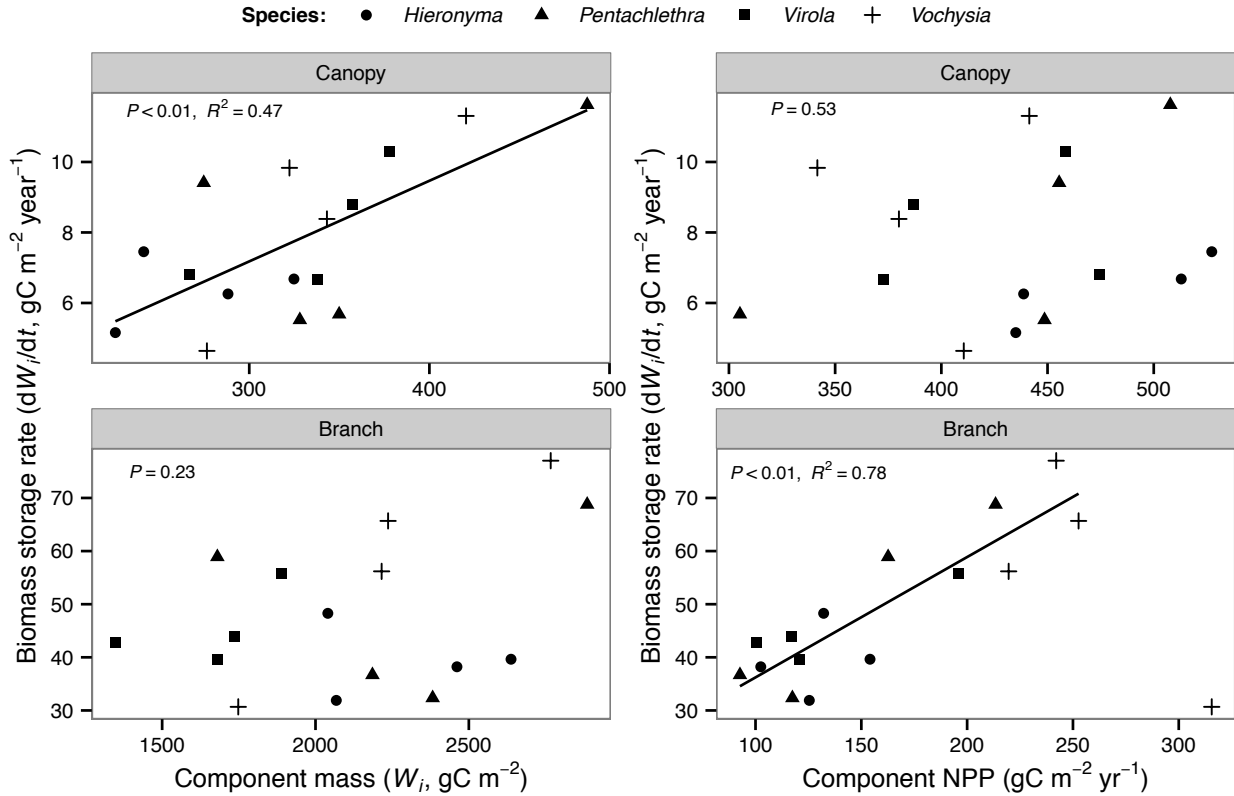 Species: Hieronyma Pentachlethra Virola Vochysia
Canopy
P < 0.01, R² = 0.47
10
8
6
300 400 500
Biomass storage rate (dWᵢ/dt, gC m⁻² year⁻¹)
Canopy
P = 0.53
10
8
6
300 350 400 450 500
Biomass storage rate (dWᵢ/dt, gC m⁻² year⁻¹)
Branch
P = 0.23
70
60
50
40
30
1500 2000 2500
Component mass (Wᵢ, gC m⁻²)
Branch
P < 0.01, R² = 0.78
70
60
50
40
30
100 150 200 250 300
Component NPP (gC m⁻² yr⁻¹)